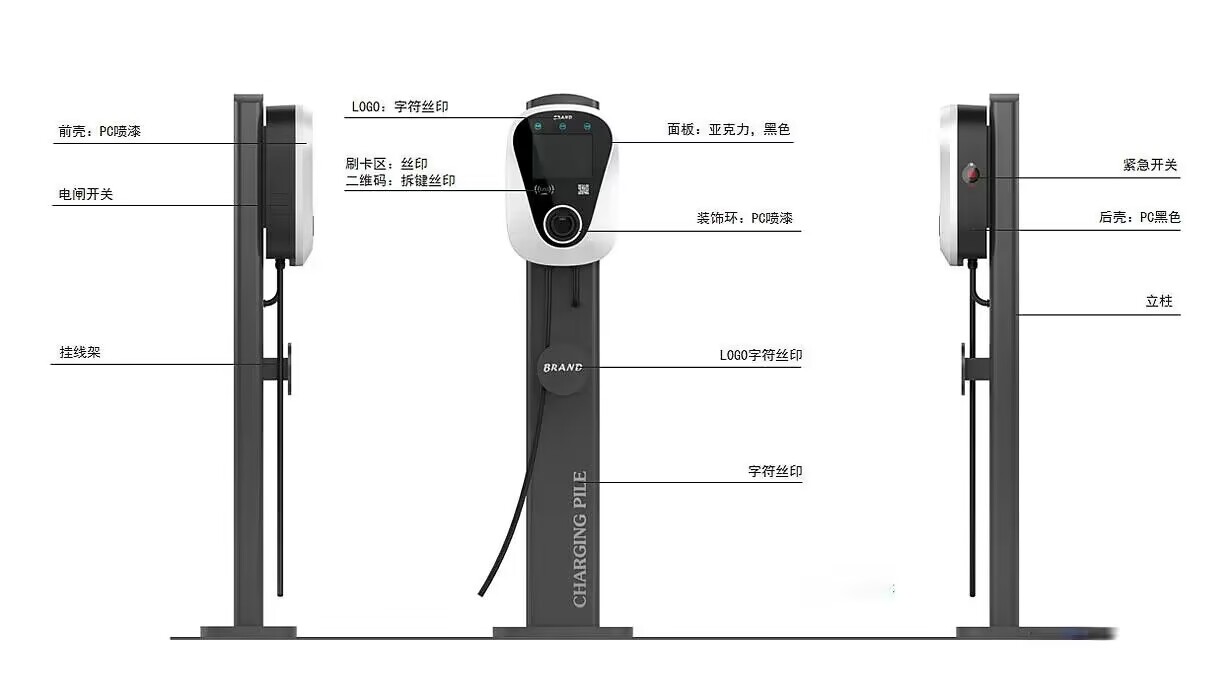 前壳：PC喷漆
电闸开关
挂线架
LOGO：字符丝印
刷卡区：丝印
二维码：拆键丝印
BRAND
面板：亚克力，黑色
装饰环：PC喷漆
BRAND
LOGO字符丝印
字符丝印
CHARGING PILE
紧急开关
后壳：PC黑色
立柱